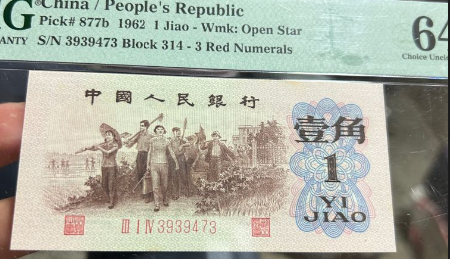 China / People's Republic
Pick# 877b 1962 1 Jiao - Wmk: Open Star
S/N 3939473 Block 314 - 3 Red Numerals
64
中國人民銀行
壹角
1
YI
JIAO
III I IV 3939473